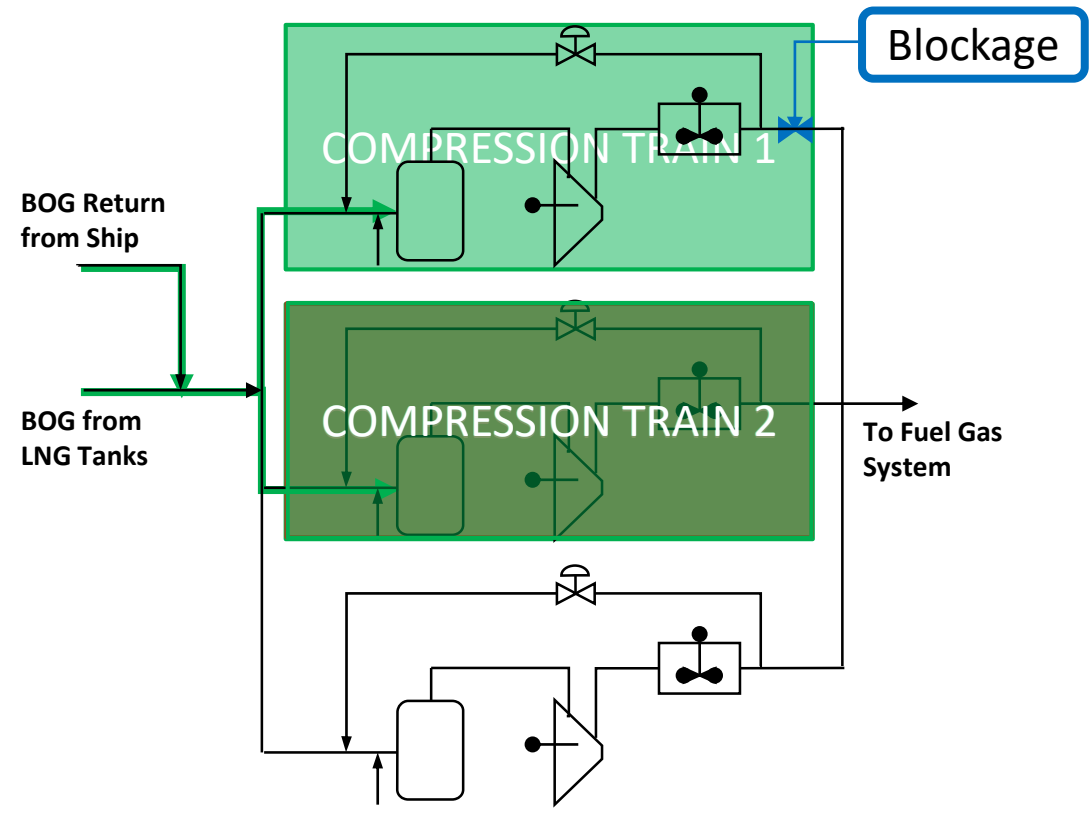 Blockage
COMPRESSION TRAIN 1
BOG Return
from Ship
COMPRESSION TRAIN 2
BOG from
LNG Tanks
To Fuel Gas
System